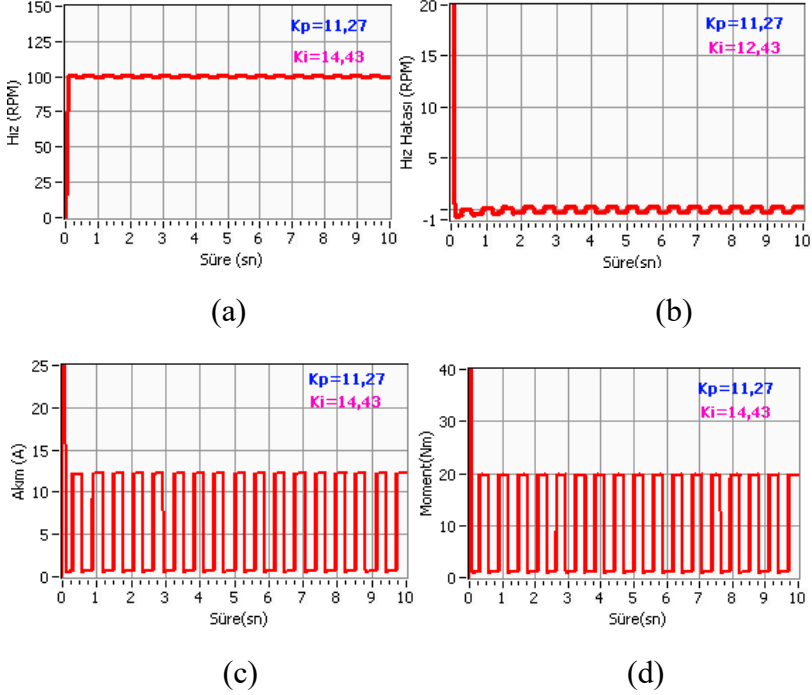 150
125
100
75
50
25
0
Hız (RPM)
Kp=11,27
Ki=14,43
0 1 2 3 4 5 6 7 8 9 10
Süre (sn)
(a)
20
15
10
5
-1
Hız Hatası (RPM)
Kp=11,27
Ki=12,43
0 1 2 3 4 5 6 7 8 9 10
Süre(sn)
(b)
25
20
15
10
5
0
Akım (A)
Kp=11,27
Ki=14,43
0 1 2 3 4 5 6 7 8 9 10
Süre(sn)
(c)
40
30
20
10
0
Moment(Nm)
Kp=11,27
Ki=14,43
0 1 2 3 4 5 6 7 8 9 10
Süre(sn)
(d)